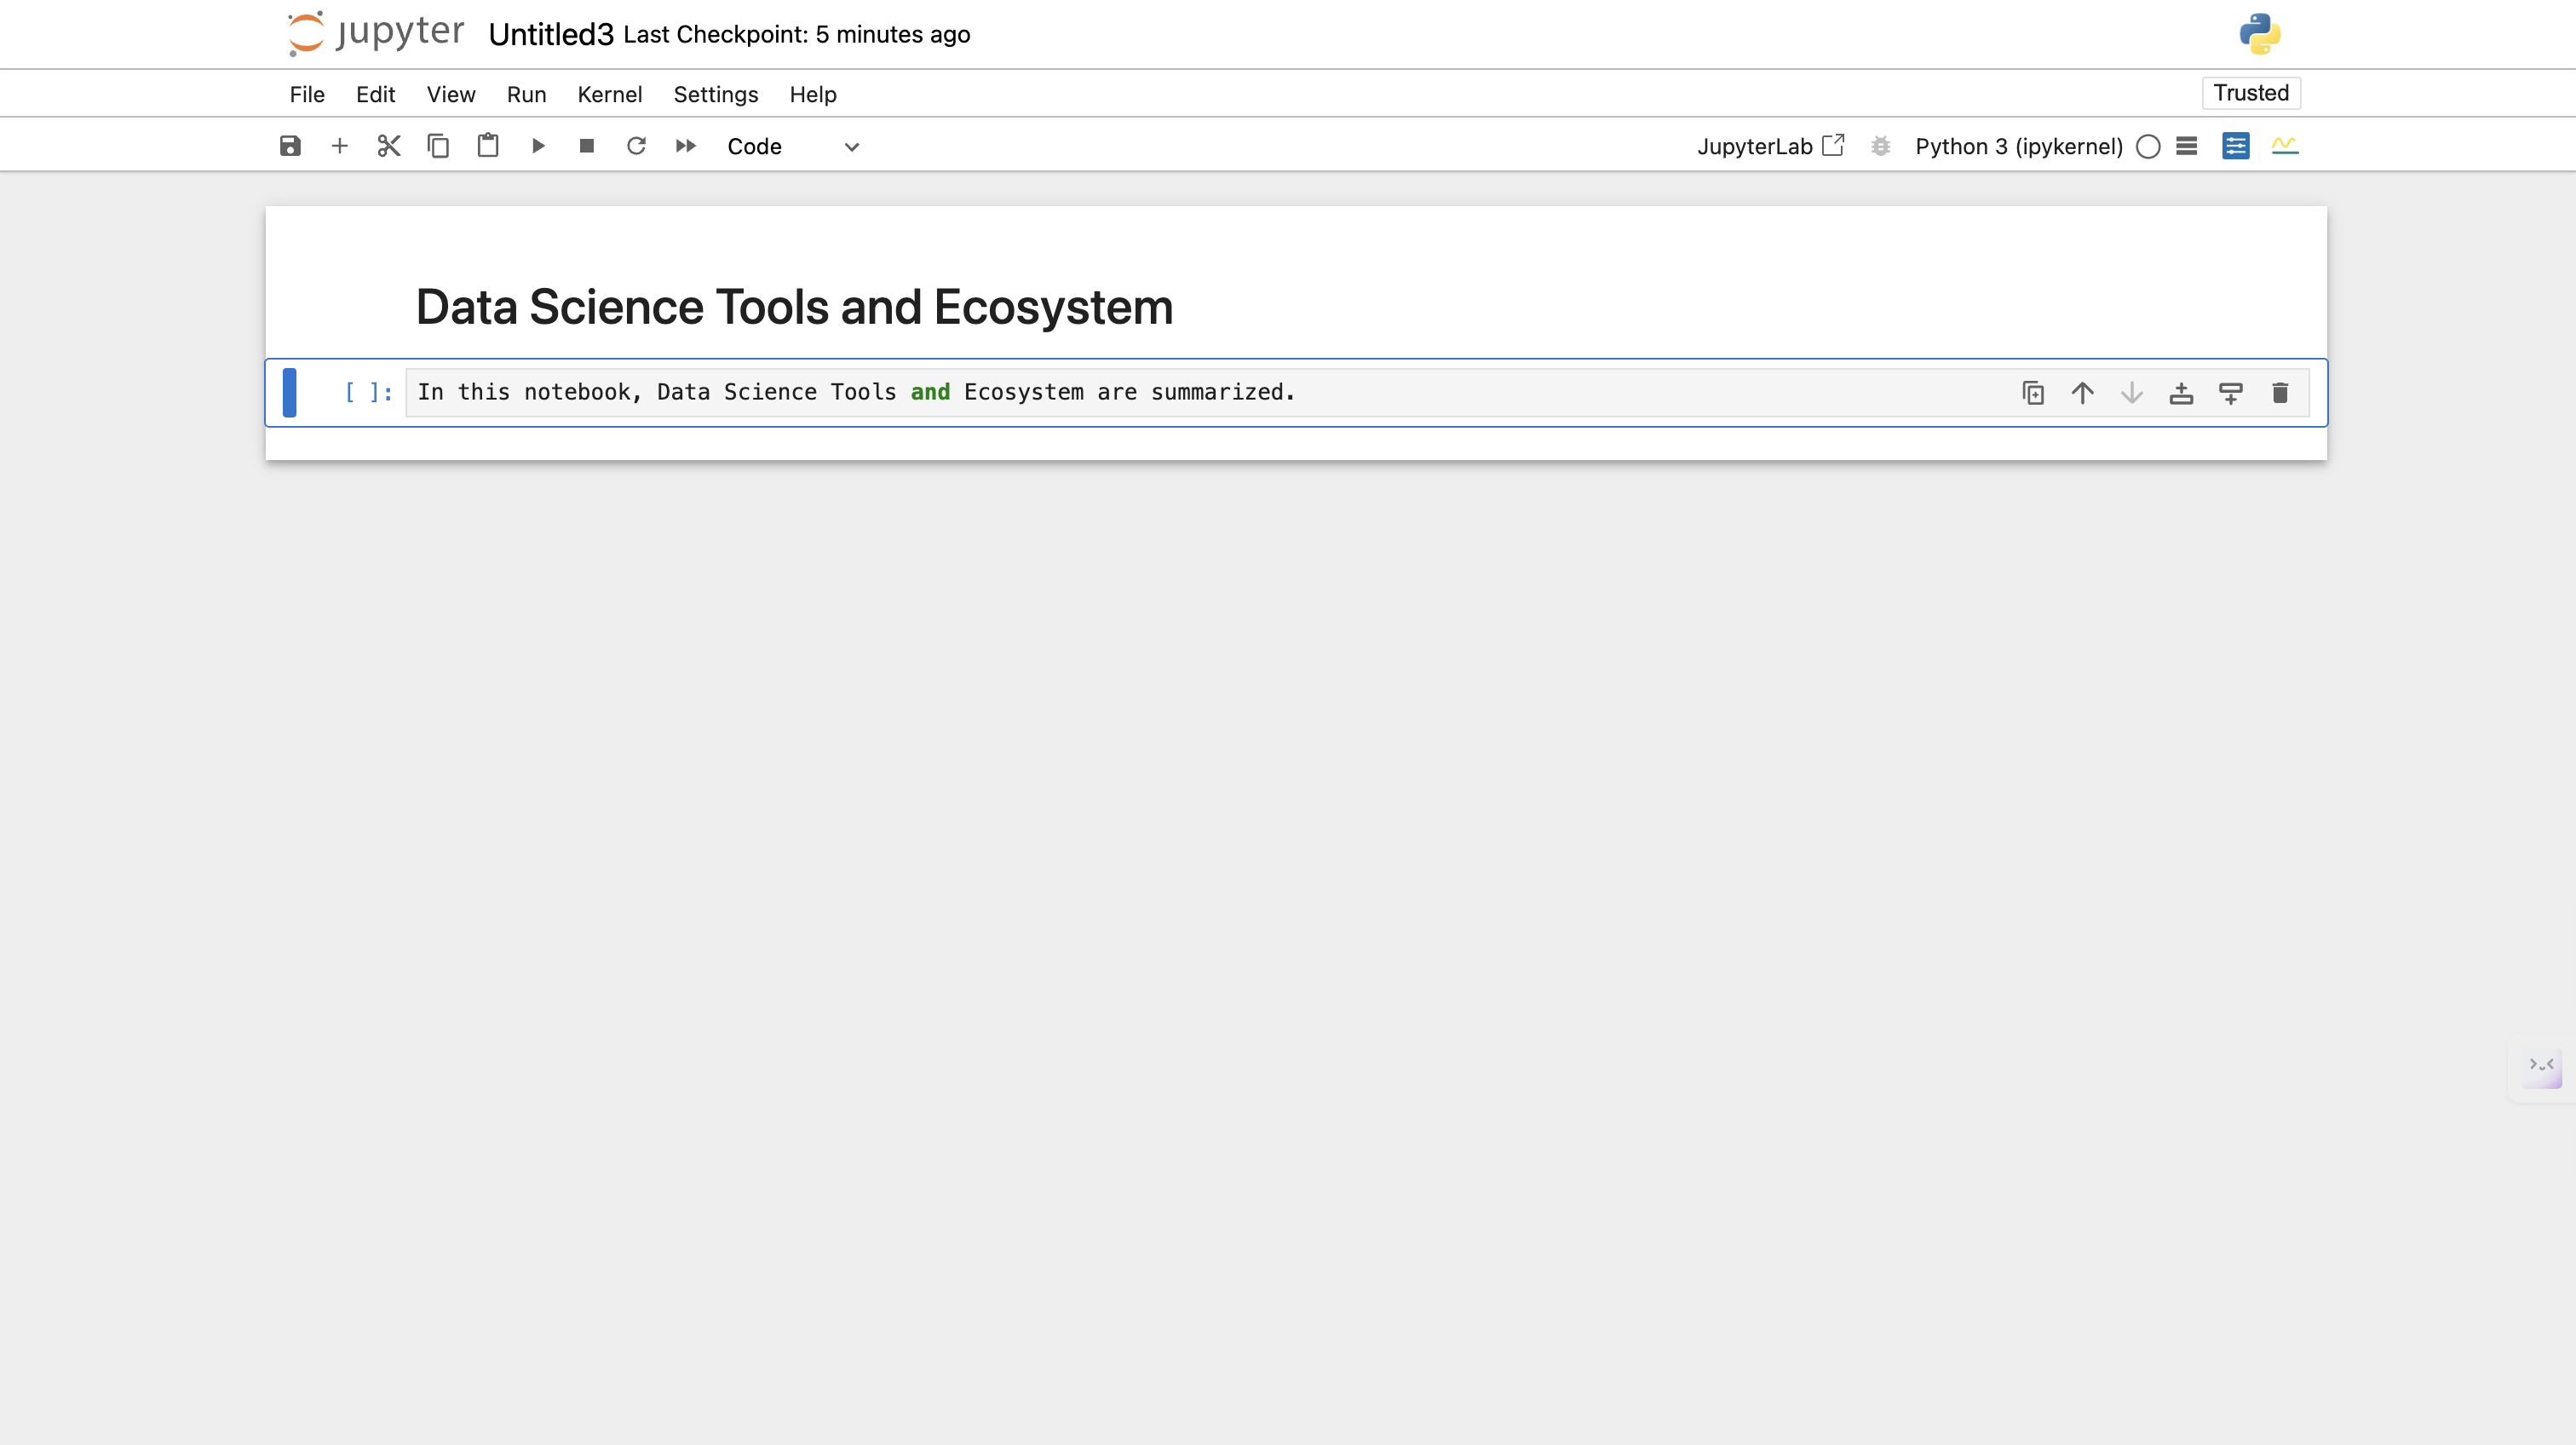 jupyter Untitled3 Last Checkpoint: 5 minutes ago
File Edit View Run Kernel Settings Help Trusted
Code JupyterLab Python 3 (ipykernel)
Data Science Tools and Ecosystem
[ ]: In this notebook, Data Science Tools and Ecosystem are summarized.